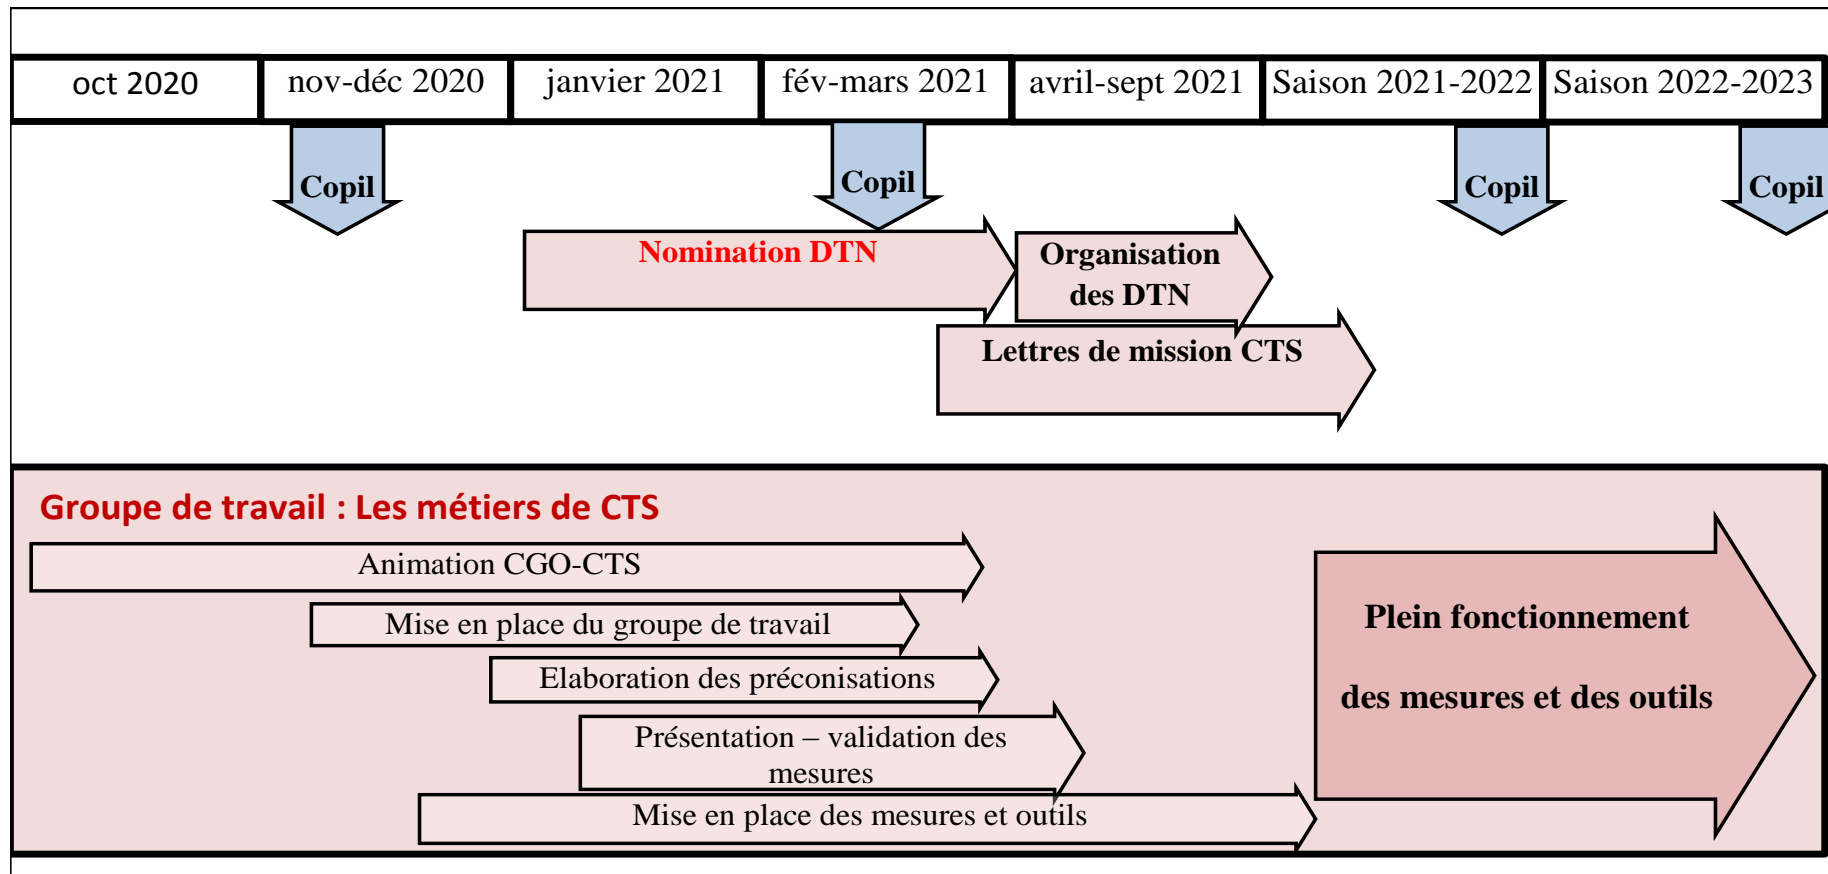 oct 2020
nov-déc 2020
janvier 2021
fév-mars 2021
avril-sept 2021
Saison 2021-2022
Saison 2022-2023
Copil
Copil
Copil
Copil
Nomination DTN
Organisation
des DTN
Lettres de mission CTS
Groupe de travail : Les métiers de CTS
Animation CGO-CTS
Mise en place du groupe de travail
Elaboration des préconisations
Présentation – validation des
mesures
Mise en place des mesures et outils
Plein fonctionnement
des mesures et des outils